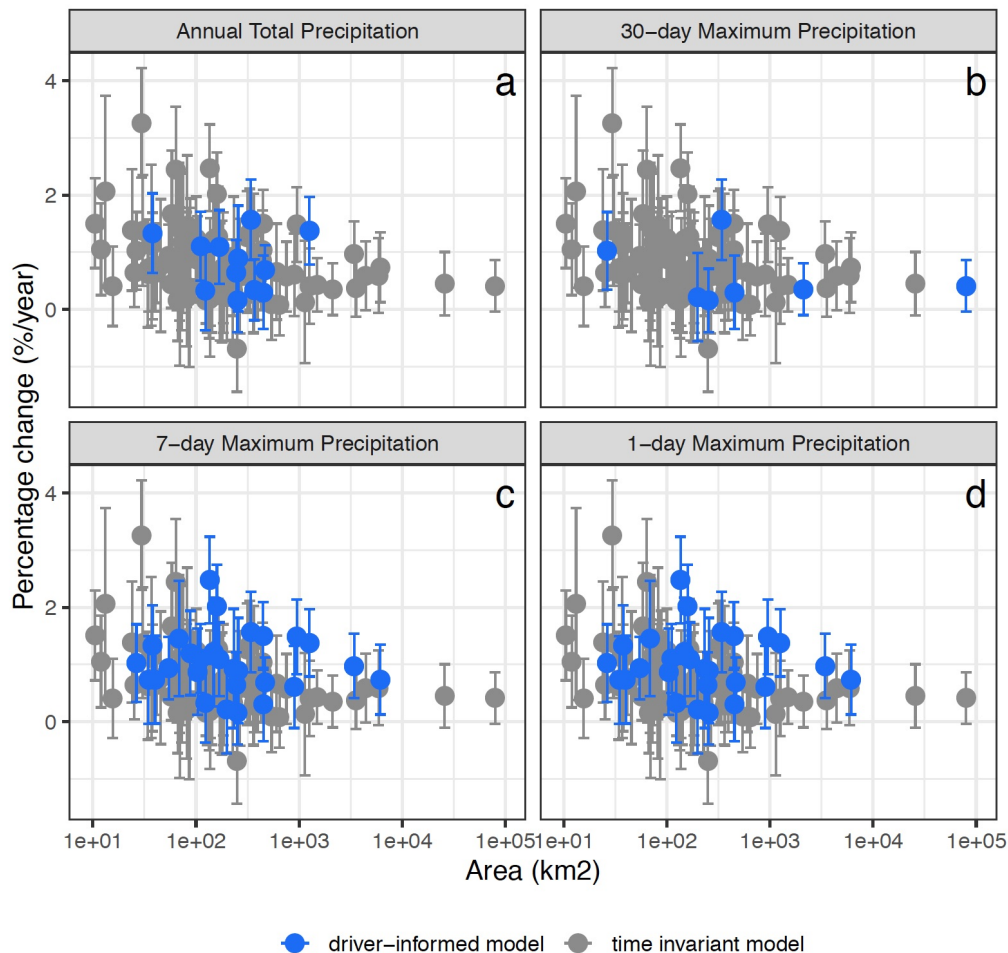 Annual Total Precipitation
30−day Maximum Precipitation
a
b
4
2
0
7−day Maximum Precipitation
1−day Maximum Precipitation
c
d
4
2
0
Percentage change (%/year)
1e+01 1e+02 1e+03 1e+04 1e+05
1e+01 1e+02 1e+03 1e+04 1e+05
Area (km2)
driver−informed model time invariant model